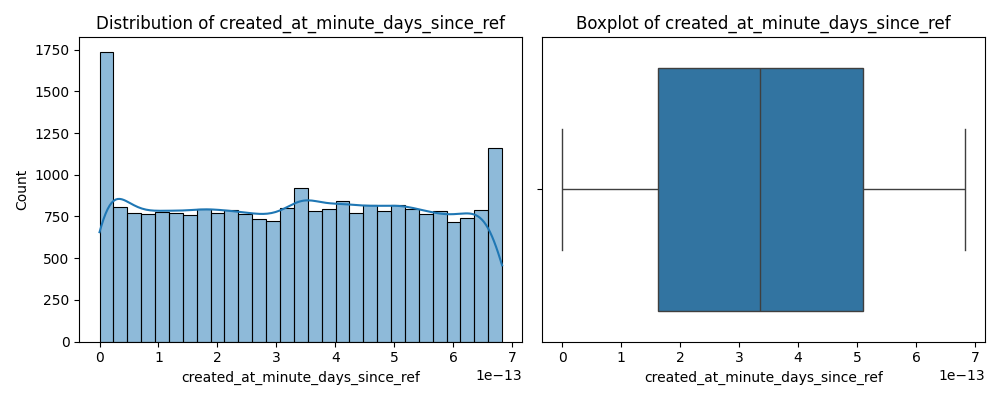 Distribution of created_at_minute_days_since_ref
1750
1500
1250
1000
750
500
250
0
Count
0 1 2 3 4 5 6 7
1e−13
created_at_minute_days_since_ref
Boxplot of created_at_minute_days_since_ref
0 1 2 3 4 5 6 7
1e−13
created_at_minute_days_since_ref